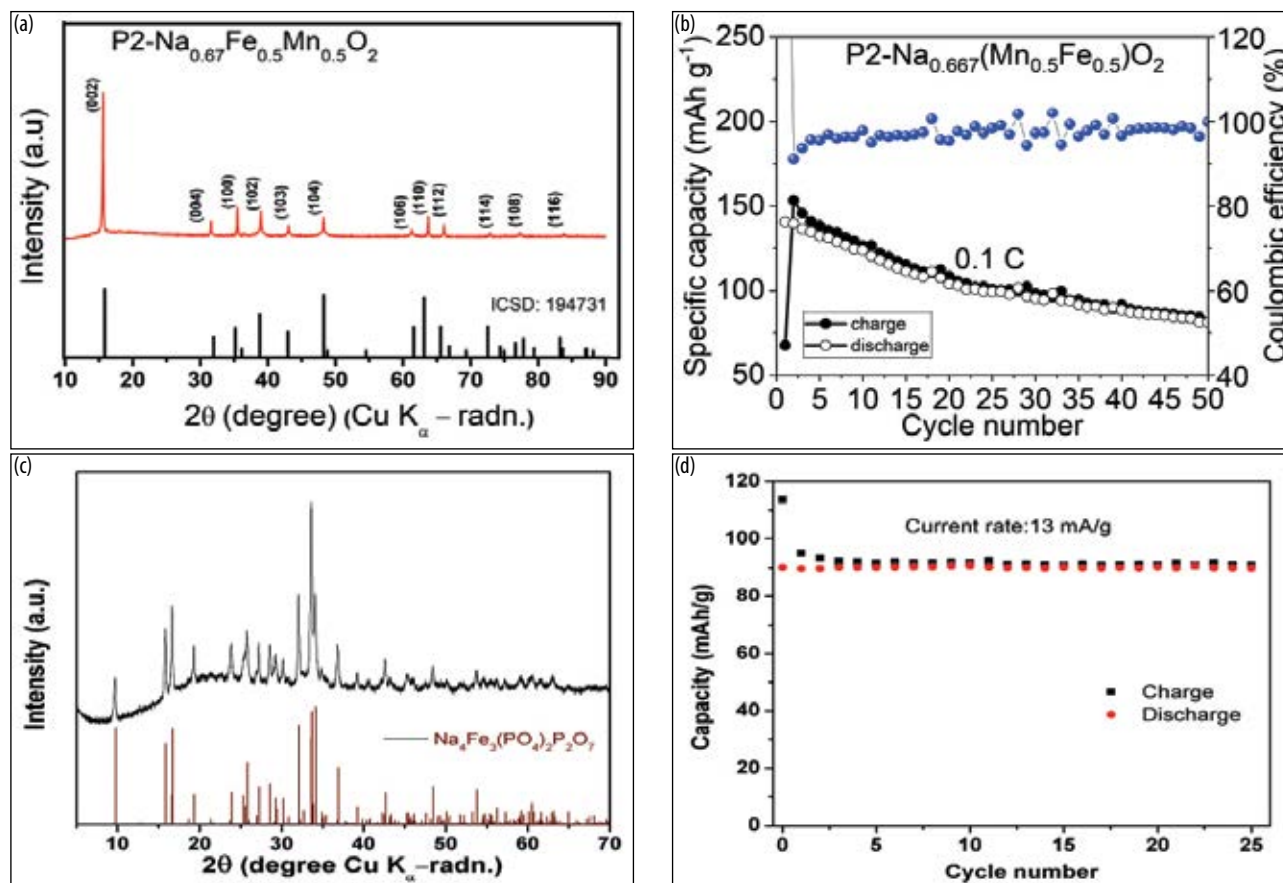 (a)
P2-Na0.67Fe0.5Mn0.5O2
Intensity (a.u)
(002)
(004)
(100)
(102)
(103)
(104)
(106)
(110)
(112)
(114)
(108)
(116)
ICSD: 194731
10 20 30 40 50 60 70 80 90
2θ (degree) (Cu Kα – radn.)
(b)
P2-Na0.667(Mn0.5Fe0.5)O2
Specific capacity (mAh g-1)
250
200
150
100
50
0.1 C
charge
discharge
0 5 10 15 20 25 30 35 40 45 50
Cycle number
120
100
80
60
40
Coulombic efficiency (%)
(c)
Intensity (a.u.)
Na4Fe3(PO4)2P2O7
10 20 30 40 50 60 70
2θ (degree Cu Kα–radn.)
(d)
Capacity (mAh/g)
120
100
80
60
40
20
0
Current rate:13 mA/g
Charge
Discharge
0 5 10 15 20 25
Cycle number